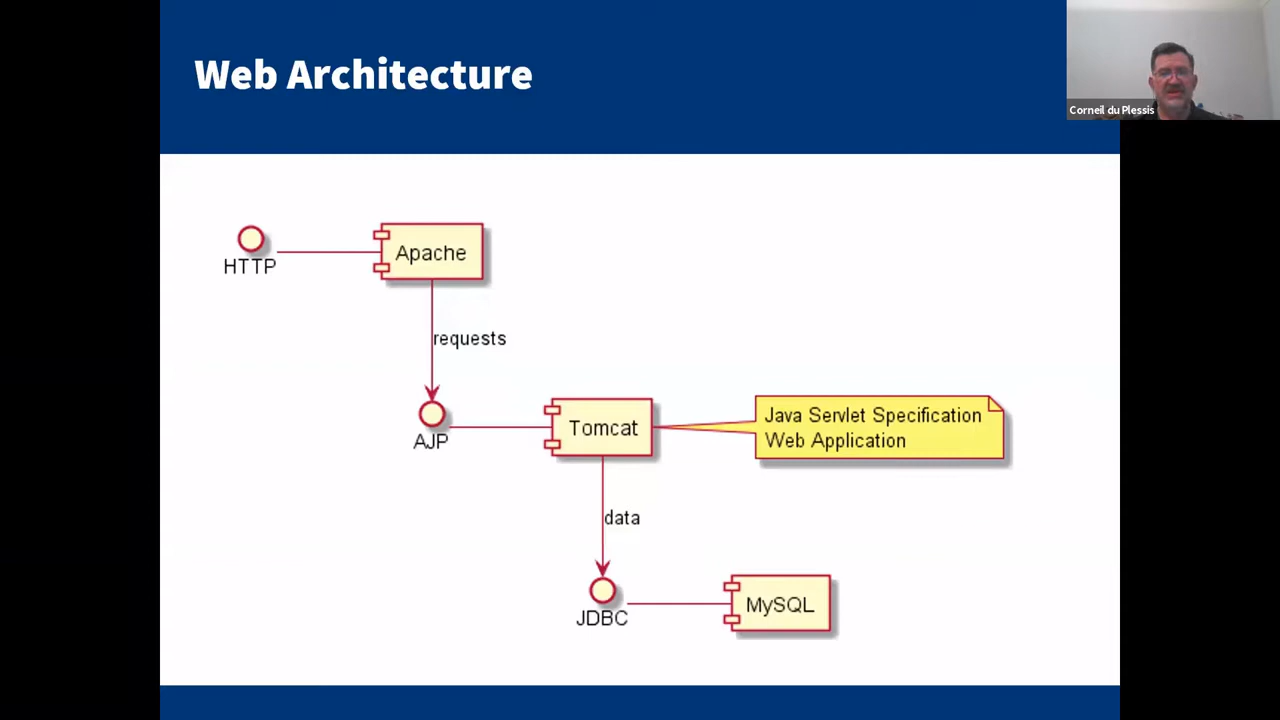 Web Architecture
Corneil du Plessis
HTTP
Apache
requests
AJP
Tomcat
Java Servlet Specification
Web Application
data
JDBC
MySQL